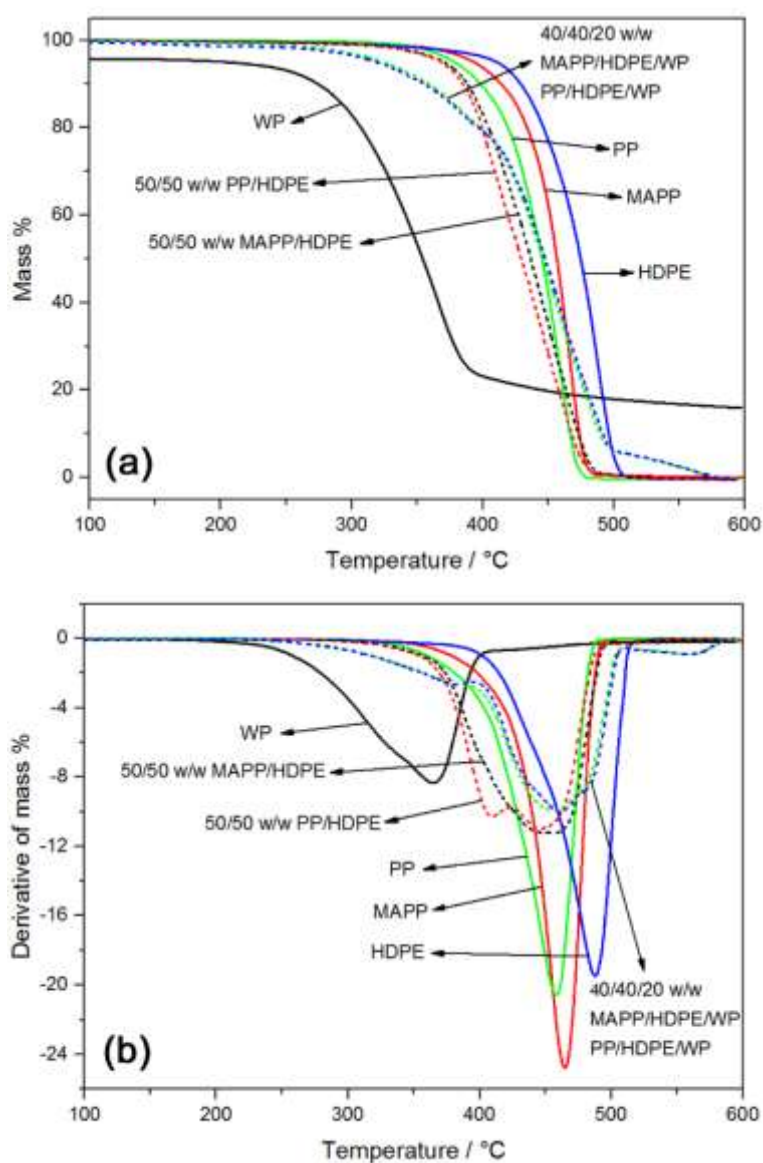 100
80
60
40
20
0
Mass %
40/40/20 w/w
MAPP/HDPE/WP
PP/HDPE/WP
WP
PP
50/50 w/w PP/HDPE
MAPP
50/50 w/w MAPP/HDPE
HDPE
(a)
100 200 300 400 500 600
Temperature / °C
0
-4
-8
-12
-16
-20
-24
Derivative of mass %
WP
50/50 w/w MAPP/HDPE
50/50 w/w PP/HDPE
PP
MAPP
HDPE
40/40/20 w/w
MAPP/HDPE/WP
PP/HDPE/WP
(b)
100 200 300 400 500 600
Temperature / °C